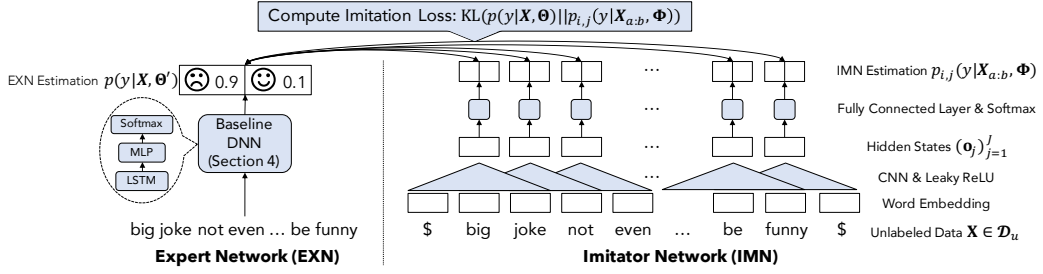 Compute Imitation Loss: KL(p(y|X, Θ)||p_{i,j}(y|X_{a:b}, Φ))
EXN Estimation p(y|X, Θ′)
☹ 0.9 ☺ 0.1
Softmax
MLP
LSTM
Baseline
DNN
(Section 4)
big joke not even ... be funny
Expert Network (EXN)
...
...
...
...
...
$ big joke not even ... be funny $
Imitator Network (IMN)
IMN Estimation p_{i,j}(y|X_{a:b}, Φ)
Fully Connected Layer & Softmax
Hidden States (o_j)_{j=1}^{J}
CNN & Leaky ReLU
Word Embedding
Unlabeled Data X ∈ 𝓓_u